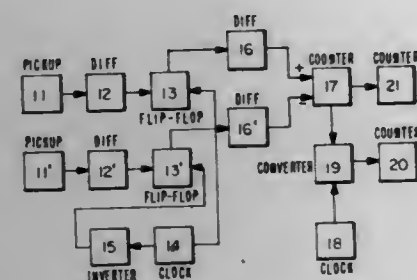 DIFF
16
PICKUP DIFF COUNTER COUNTER
11 12 13 + 17 21
FLIP-FLOP DIFF -
PICKUP DIFF 16' COUNTER
11' 12' 13' CONVERTER 19 20
FLIP-FLOP
15 14 18
INVERTER CLOCK CLOCK